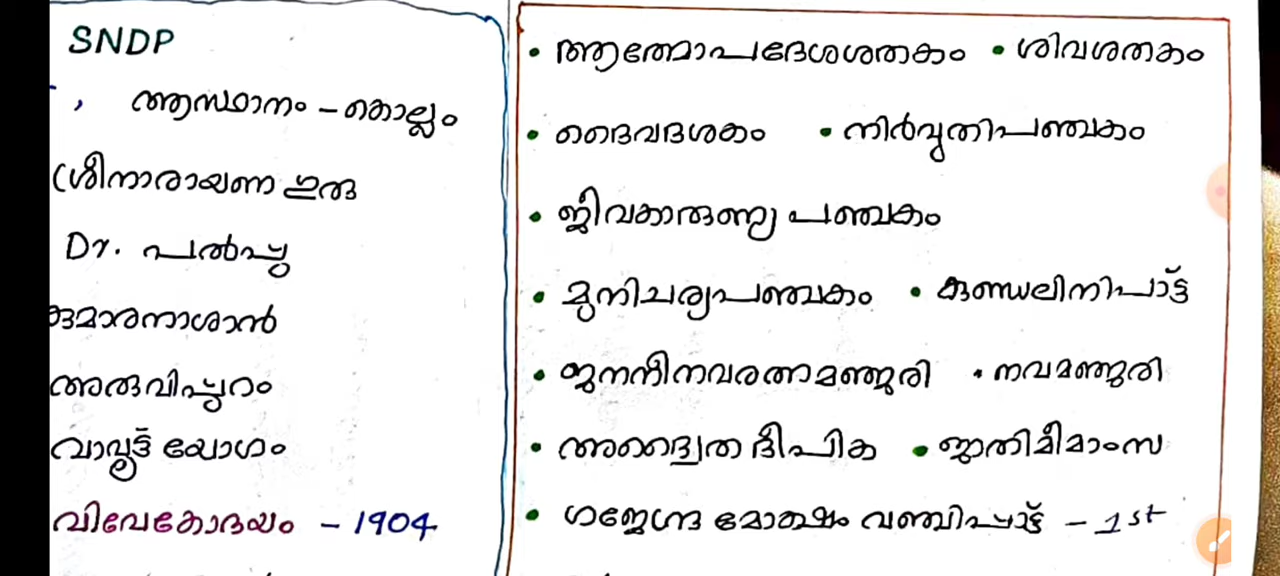 SNDP
, ആസ്ഥാനം - കൊല്ലം
ശ്രീനാരായണ ഗുരു
Dr. പൽപ്പു
കുമാരനാശാൻ
അരുവിപ്പുറം
വാവൂട്ട് യോഗം
വിവേകോദയം - 1904
• ആത്മോപദേശശതകം • ശിവശതകം
• ദൈവദശകം • നിർവൃതിപഞ്ചകം
• ജീവകാരുണ്യ പഞ്ചകം
• മുനിചര്യപഞ്ചകം • കുണ്ഡലിനിപാട്ട്
• ജനനീനവരത്നമഞ്ജരി • നവമഞ്ജരി
• അദ്വൈത ദീപിക • ജാതിമീമാംസ
• ഗജേന്ദ്ര മോക്ഷം വഞ്ചിപ്പാട്ട് - 1st